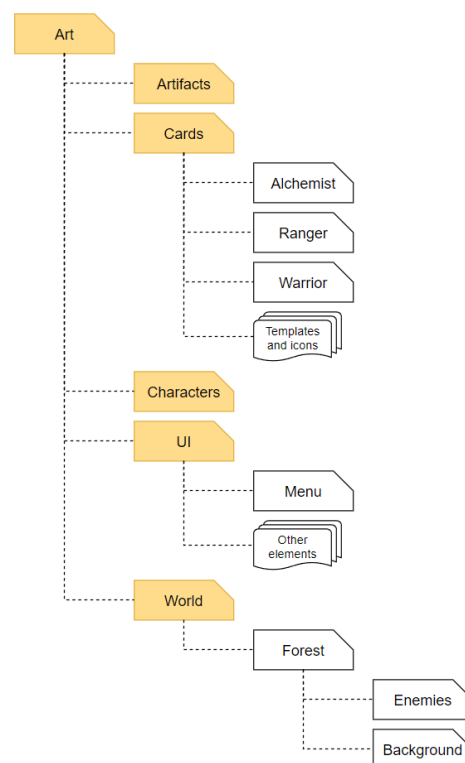 Art
Artifacts
Cards
Alchemist
Ranger
Warrior
Templates
and icons
Characters
UI
Menu
Other
elements
World
Forest
Enemies
Background